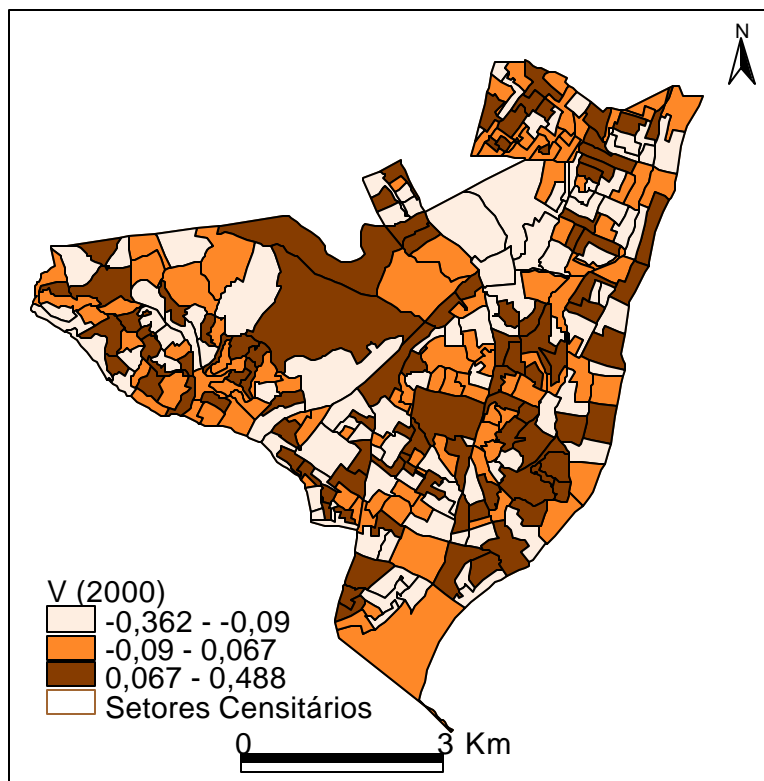 N
V (2000)
-0,362 - -0,09
-0,09 - 0,067
0,067 - 0,488
Setores Censitários
0 3 Km